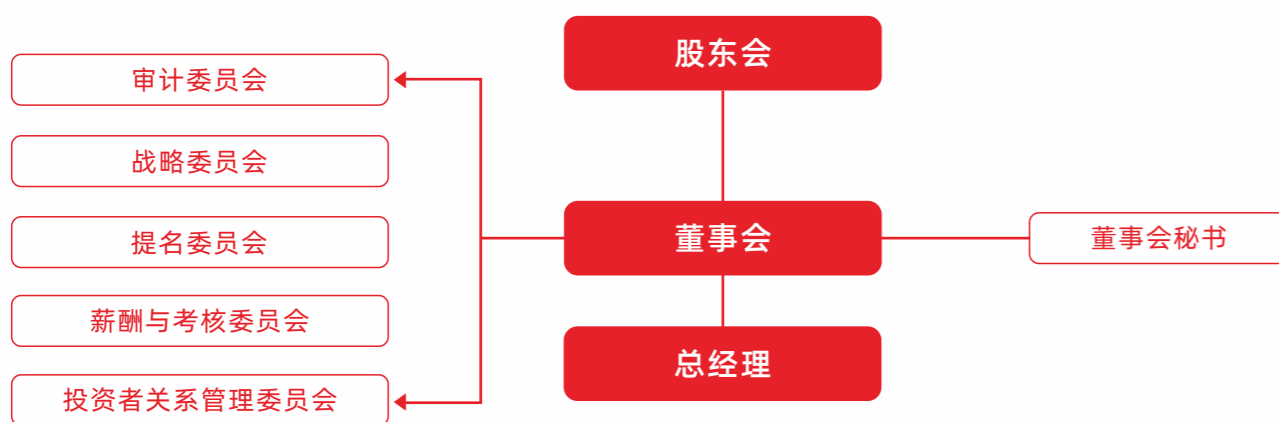 股东会
审计委员会
战略委员会
提名委员会
董事会
董事会秘书
薪酬与考核委员会
总经理
投资者关系管理委员会